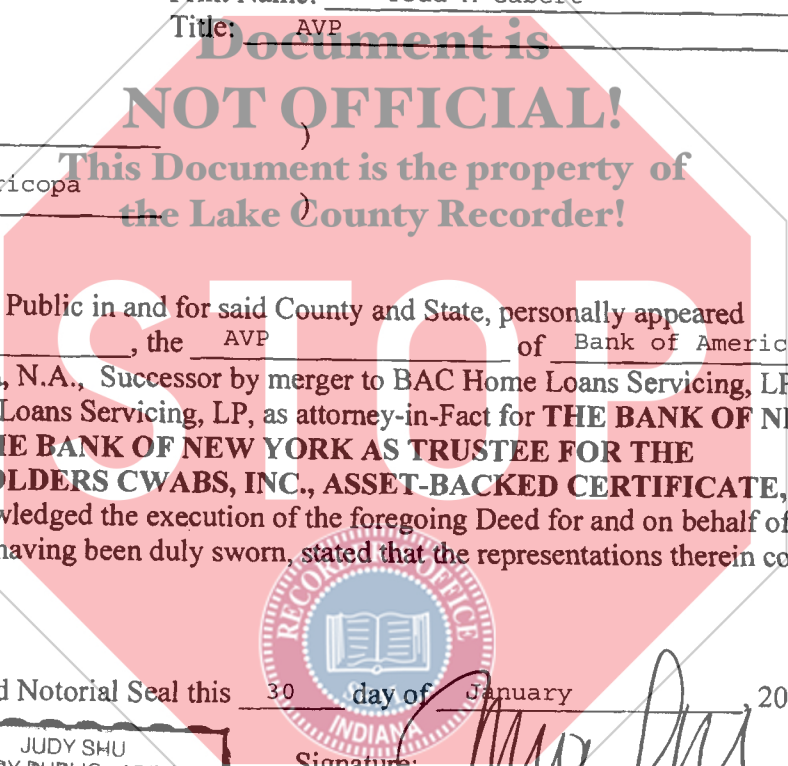 Title: AVP
Document is
NOT OFFICIAL!
)
This Document is the property of
ricopa
the Lake County Recorder!
)
STOP
Public in and for said County and State, personally appeared
, the AVP of Bank of Americ
, N.A., Successor by merger to BAC Home Loans Servicing, LP
Loans Servicing, LP, as attorney-in-Fact for THE BANK OF N
E BANK OF NEW YORK AS TRUSTEE FOR THE
LDERS CWABS, INC., ASSET-BACKED CERTIFICATE,
wledged the execution of the foregoing Deed for and on behalf of
having been duly sworn, stated that the representations therein co
RECORDER'S OFFICE
SEAL
INDIANA
d Notorial Seal this 30 day of January, 20
JUDY SHU
Signature: